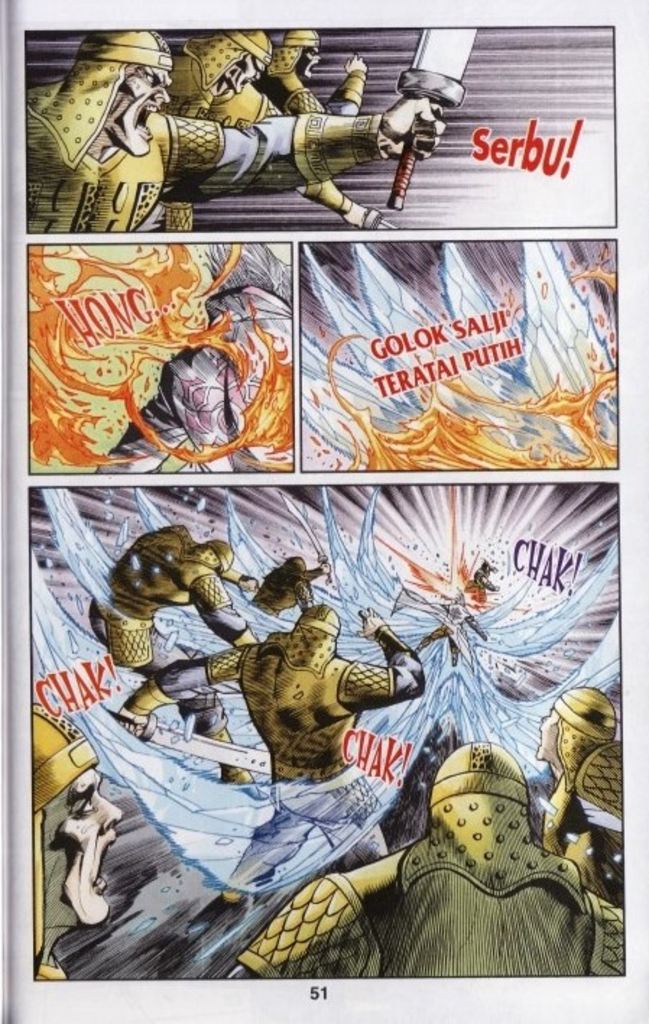 Serbu!
HONG...
GOLOK SALJI
TERATAI PUTIH
CHAK!
CHAK!
CHAK!
51